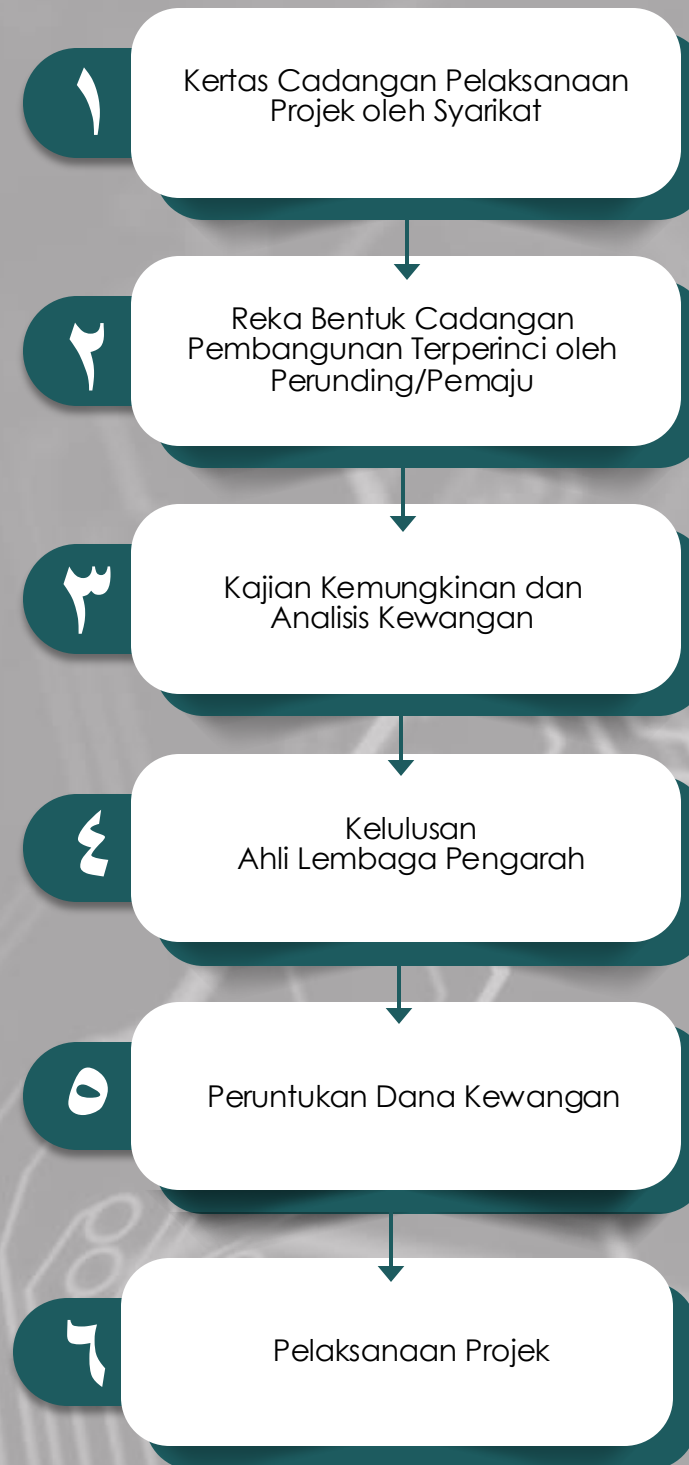 ١
Kertas Cadangan Pelaksanaan
Projek oleh Syarikat
٢
Reka Bentuk Cadangan
Pembangunan Terperinci oleh
Perunding/Pemaju
٣
Kajian Kemungkinan dan
Analisis Kewangan
٤
Kelulusan
Ahli Lembaga Pengarah
٥
Peruntukan Dana Kewangan
٦
Pelaksanaan Projek